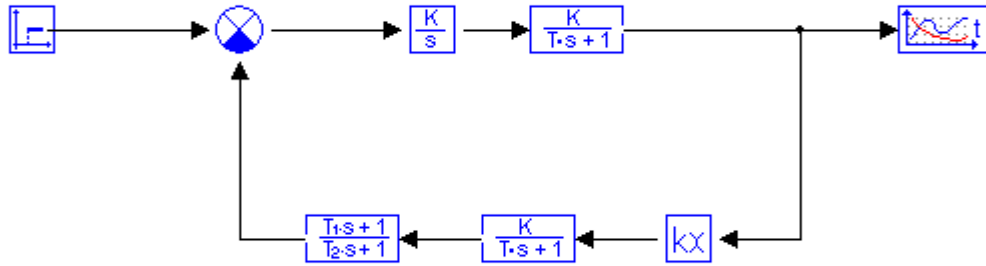 K
s
K
T·s + 1
t
T₁·s + 1
T₂·s + 1
K
T·s + 1
kx